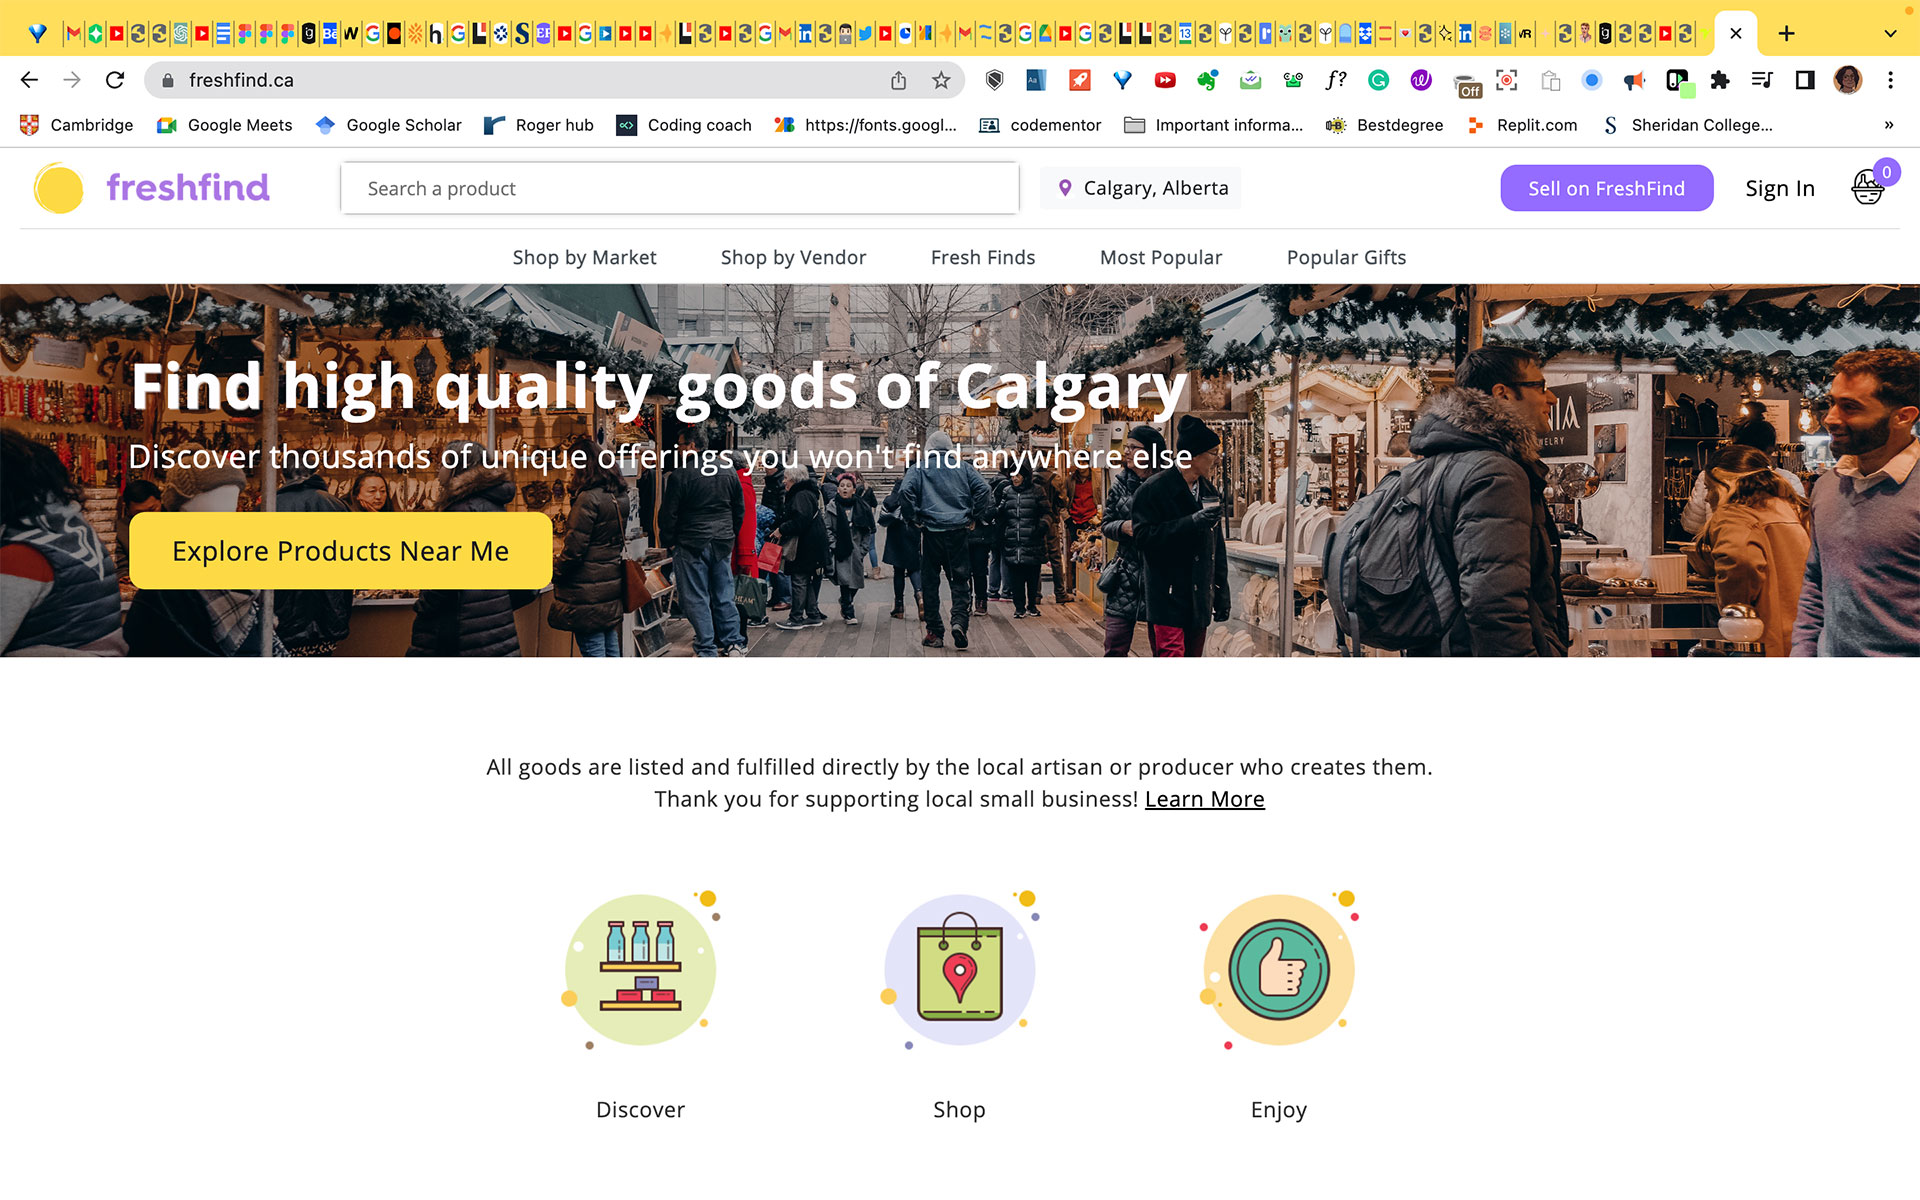 freshfind.ca
Off
Cambridge
Google Meets
Google Scholar
Roger hub
Coding coach
https://fonts.googl...
codementor
Important informa...
Bestdegree
Replit.com
Sheridan College...
»
freshfind
Search a product
Calgary, Alberta
Sell on FreshFind
Sign In
0
Shop by Market
Shop by Vendor
Fresh Finds
Most Popular
Popular Gifts
Find high quality goods of Calgary
Discover thousands of unique offerings you won't find anywhere else
Explore Products Near Me
All goods are listed and fulfilled directly by the local artisan or producer who creates them.
Thank you for supporting local small business! Learn More
Discover
Shop
Enjoy